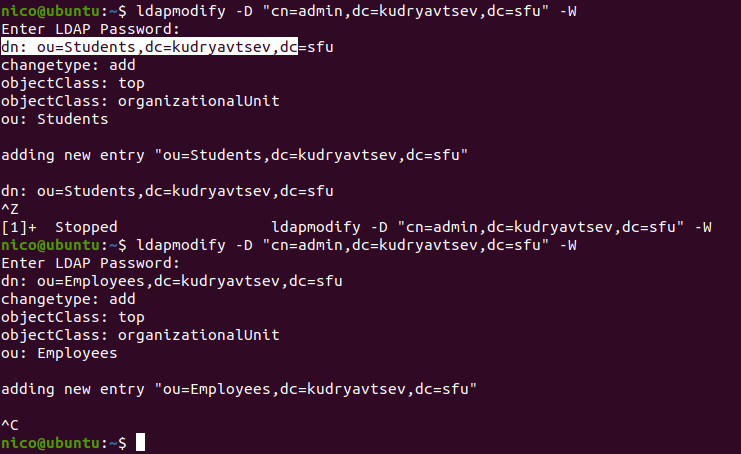 nico@ubuntu:~$ ldapmodify -D "cn=admin,dc=kudryavtsev,dc=sfu" -W
Enter LDAP Password:
dn: ou=Students,dc=kudryavtsev,dc=sfu
changetype: add
objectClass: top
objectClass: organizationalUnit
ou: Students

adding new entry "ou=Students,dc=kudryavtsev,dc=sfu"

dn: ou=Students,dc=kudryavtsev,dc=sfu
^Z
[1]+  Stopped                 ldapmodify -D "cn=admin,dc=kudryavtsev,dc=sfu" -W
nico@ubuntu:~$ ldapmodify -D "cn=admin,dc=kudryavtsev,dc=sfu" -W
Enter LDAP Password:
dn: ou=Employees,dc=kudryavtsev,dc=sfu
changetype: add
objectClass: top
objectClass: organizationalUnit
ou: Employees

adding new entry "ou=Employees,dc=kudryavtsev,dc=sfu"

^C
nico@ubuntu:~$